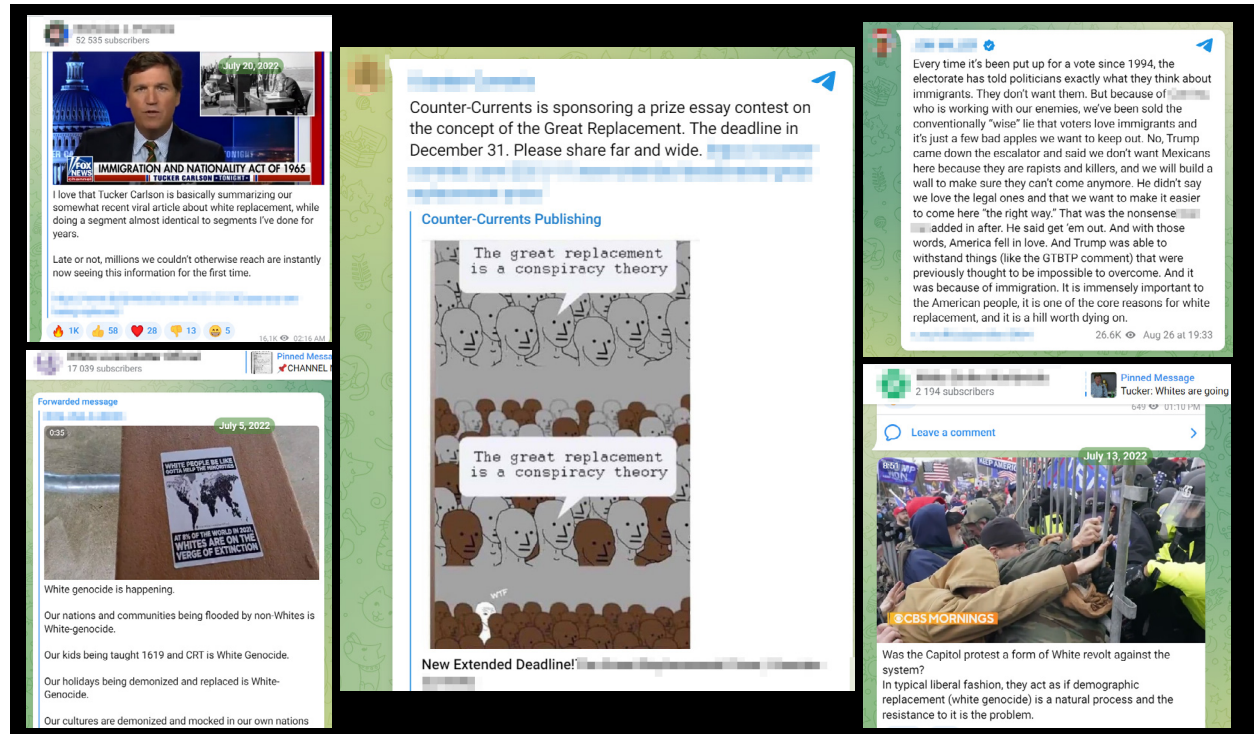 52 535 subscribers
July 20, 2022
TONIGHT
FOX
NEWS
channel
IMMIGRATION AND NATIONALITY ACT OF 1965
TUCKER CARLSON TONIGHT
I love that Tucker Carlson is basically summarizing our
somewhat recent viral article about white replacement, while
doing a segment almost identical to segments I've done for
years.
Late or not, millions we couldn't otherwise reach are instantly
now seeing this information for the first time.
1K
58
28
13
5
16,1K 02:16 AM
17 039 subscribers
Pinned Messa
CHANNEL
Forwarded message
July 5, 2022
0:35
WHITE PEOPLE BE LIKE
GOTTA HELP THE MINORITIES
AT 8% OF THE WORLD IN 2021,
WHITES ARE ON THE
VERGE OF EXTINCTION
White genocide is happening.
Our nations and communities being flooded by non-Whites is
White-genocide.
Our kids being taught 1619 and CRT is White Genocide.
Our holidays being demonized and replaced is White-
Genocide.
Our cultures are demonized and mocked in our own nations
Counter-Currents is sponsoring a prize essay contest on
the concept of the Great Replacement. The deadline in
December 31. Please share far and wide.
Counter-Currents Publishing
The great replacement
is a conspiracy theory
The great replacement
is a conspiracy theory
WTF
New Extended Deadline!
Every time it's been put up for a vote since 1994, the
electorate has told politicians exactly what they think about
immigrants. They don't want them. But because of
who is working with our enemies, we've been sold the
conventionally "wise" lie that voters love immigrants and
it's just a few bad apples we want to keep out. No, Trump
came down the escalator and said we don't want Mexicans
here because they are rapists and killers, and we will build a
wall to make sure they can't come anymore. He didn't say
we love the legal ones and that we want to make it easier
to come here "the right way." That was the nonsense
added in after. He said get 'em out. And with those
words, America fell in love. And Trump was able to
withstand things (like the GTBTP comment) that were
previously thought to be impossible to overcome. And it
was because of immigration. It is immensely important to
the American people, it is one of the core reasons for white
replacement, and it is a hill worth dying on.
26.6K Aug 26 at 19:33
2 194 subscribers
Pinned Message
Tucker: Whites are going
649 01:10 PM
Leave a comment
July 13, 2022
CBS MORNINGS
Was the Capitol protest a form of White revolt against the
system?
In typical liberal fashion, they act as if demographic
replacement (white genocide) is a natural process and the
resistance to it is the problem.